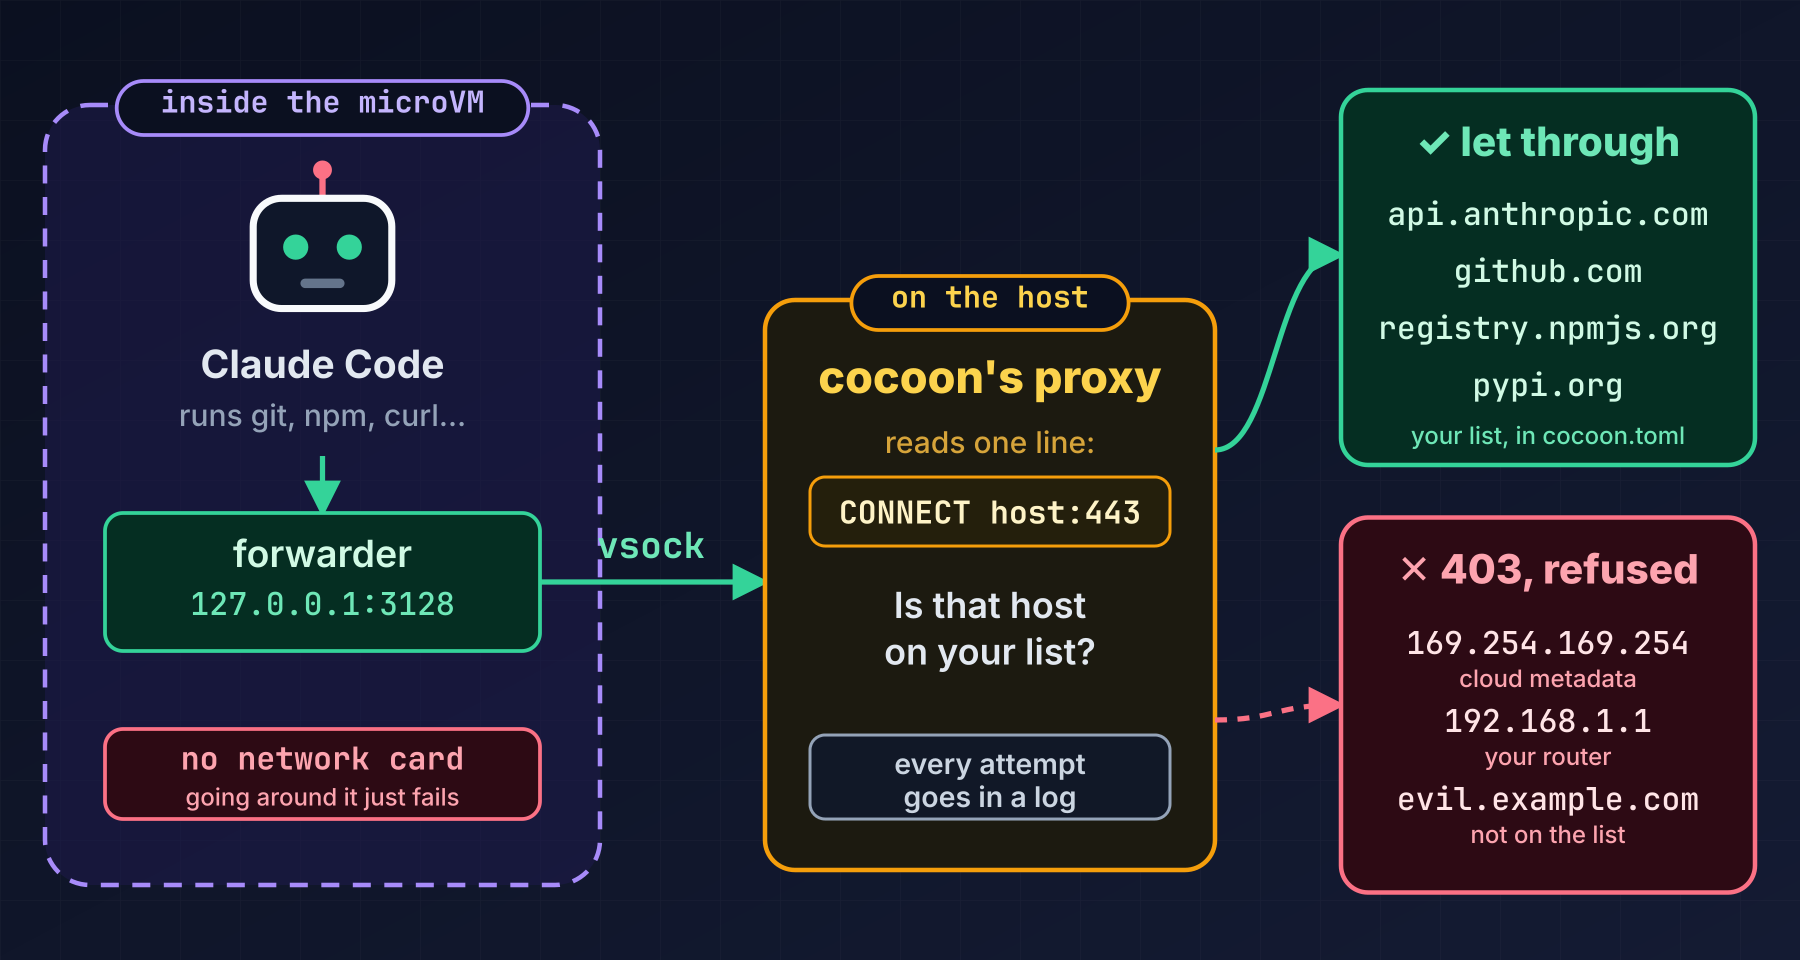 inside the microVM
Claude Code
runs git, npm, curl...
forwarder
127.0.0.1:3128
no network card
going around it just fails
vsock
on the host
cocoon's proxy
reads one line:
CONNECT host:443
Is that host
on your list?
every attempt
goes in a log
✓ let through
api.anthropic.com
github.com
registry.npmjs.org
pypi.org
your list, in cocoon.toml
✕ 403, refused
169.254.169.254
cloud metadata
192.168.1.1
your router
evil.example.com
not on the list